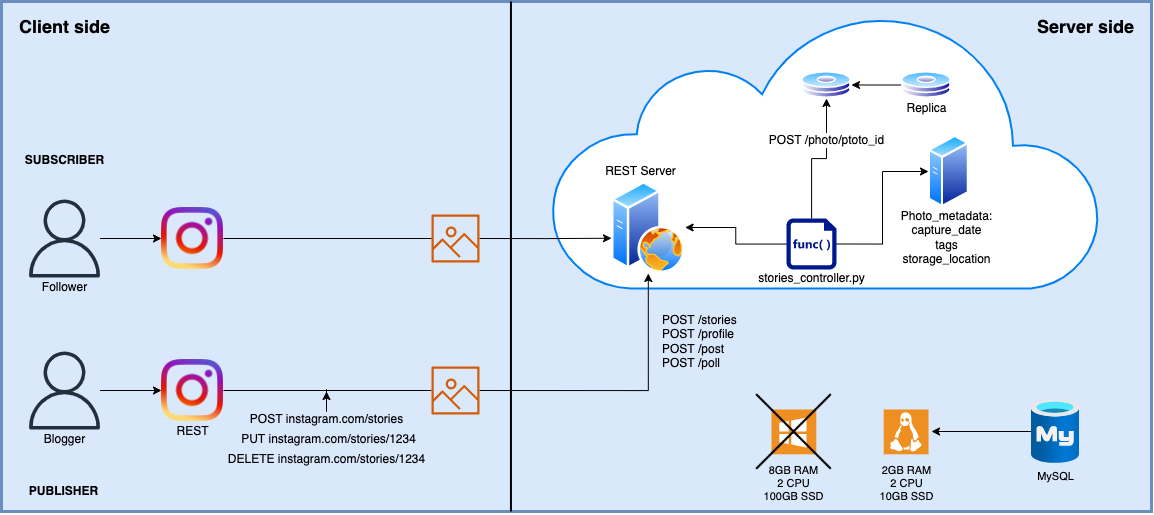 Client side
Server side
Replica
POST /photo/ptoto_id
SUBSCRIBER
REST Server
Photo_metadata:
capture_date
tags
storage_location
func( )
stories_controller.py
Follower
POST /stories
POST /profile
POST /post
POST /poll
Blogger
REST
POST instagram.com/stories
PUT instagram.com/stories/1234
DELETE instagram.com/stories/1234
8GB RAM
2 CPU
100GB SSD
2GB RAM
2 CPU
10GB SSD
My
MySQL
PUBLISHER